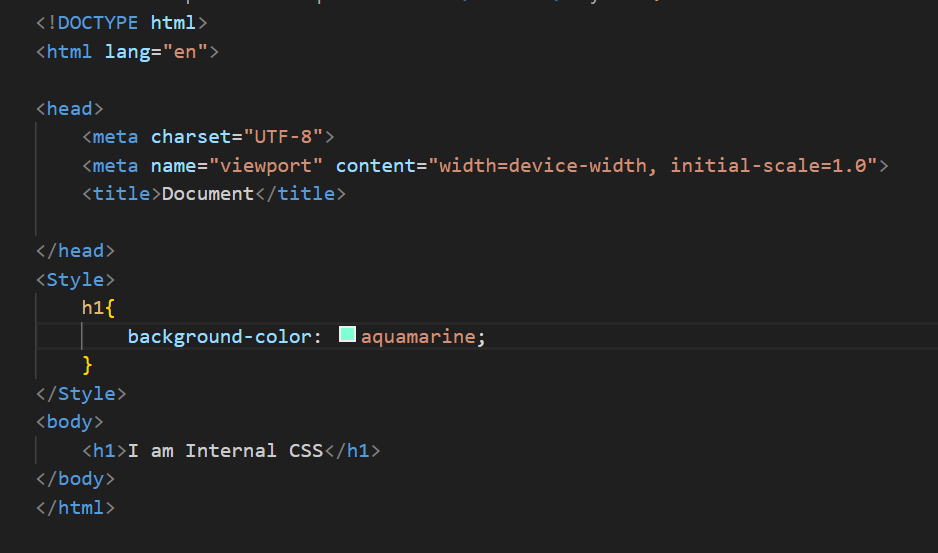 <!DOCTYPE html>
<html lang="en">
<head>
<meta charset="UTF-8">
<meta name="viewport" content="width=device-width, initial-scale=1.0">
<title>Document</title>
</head>
<Style>
h1{
background-color: aquamarine;
}
</Style>
<body>
<h1>I am Internal CSS</h1>
</body>
</html>